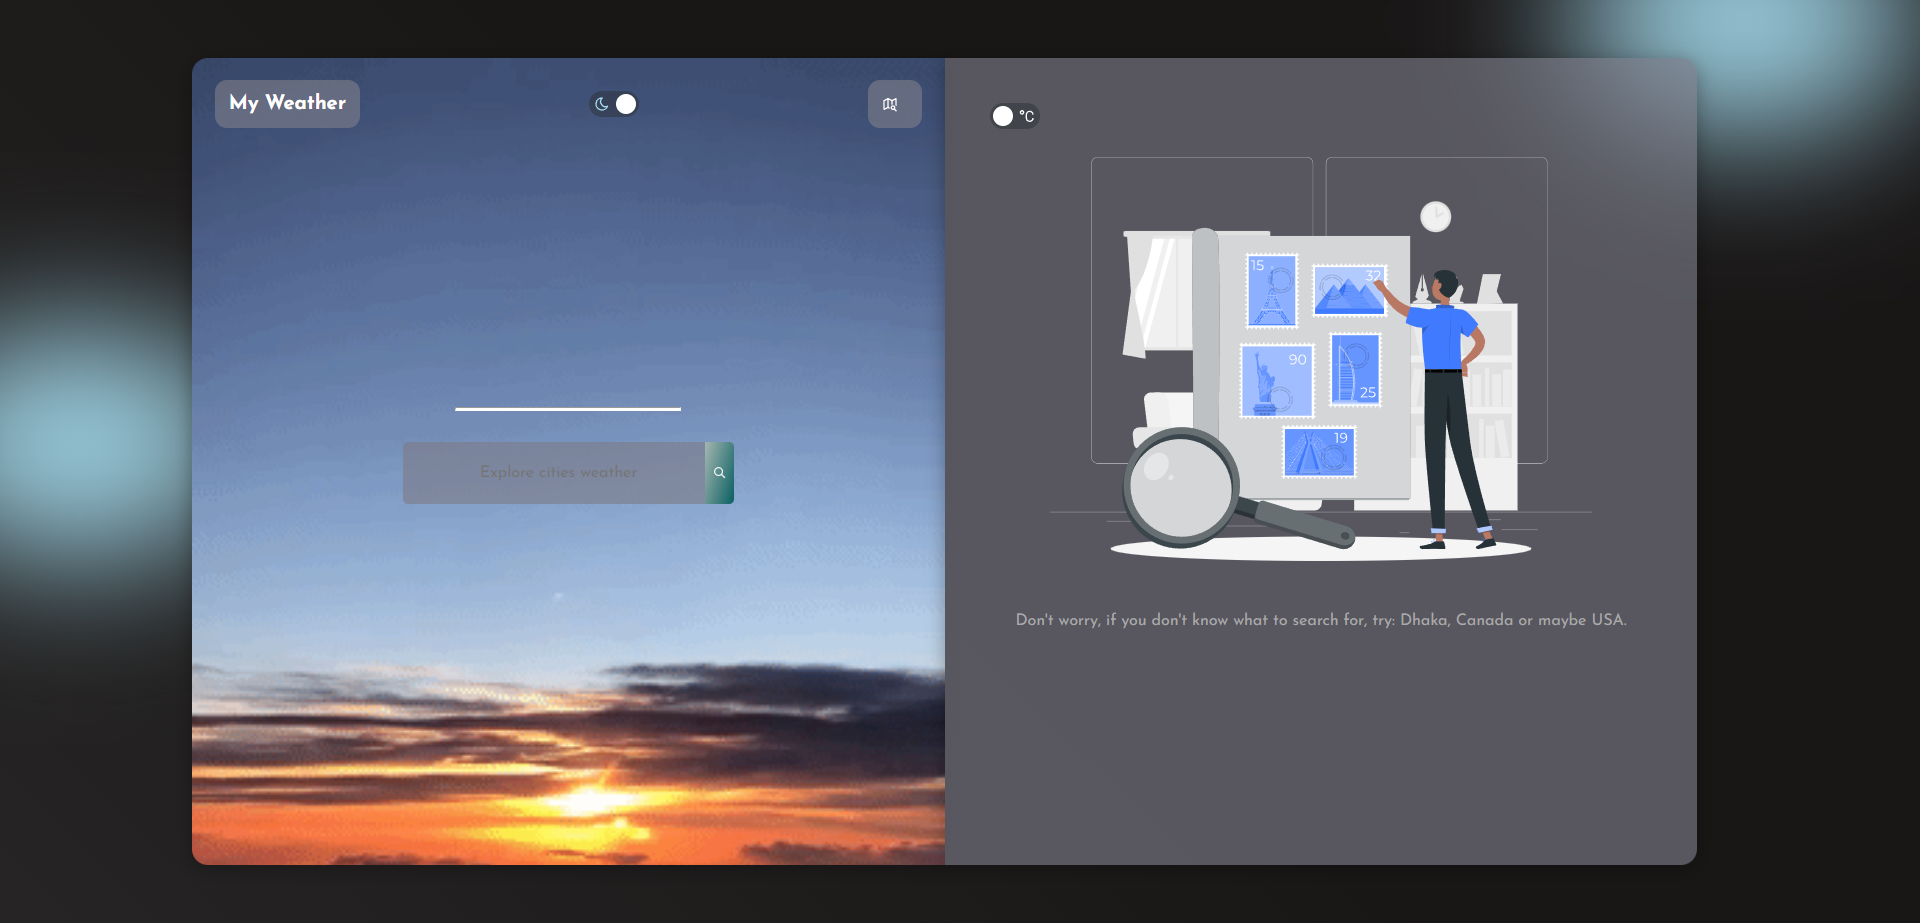 My Weather
°C
15
32
90
25
19
Explore cities weather
Don't worry, if you don't know what to search for, try: Dhaka, Canada or maybe USA.